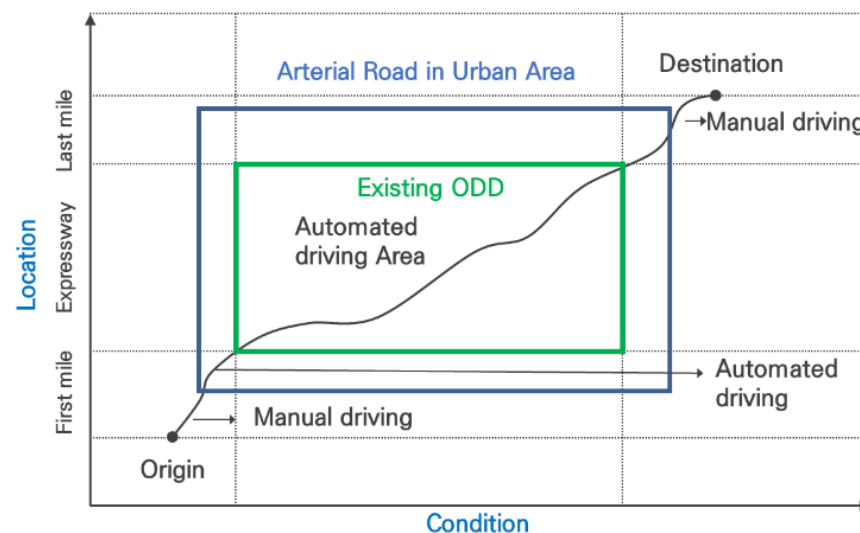 Arterial Road in Urban Area
Destination
Manual driving
Existing ODD
Automated
driving Area
Automated
driving
Manual driving
Origin
Last mile
Expressway
First mile
Location
Condition